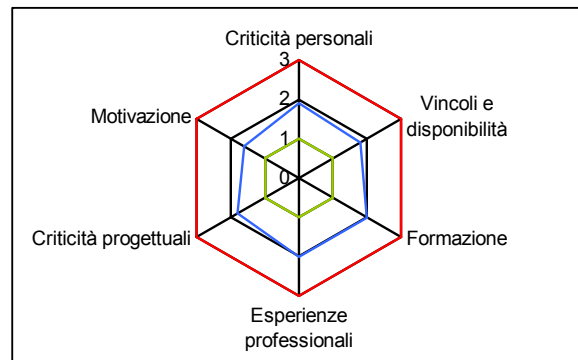 Criticità personali
3
2
1
0
Vincoli e
disponibilità
Formazione
Esperienze
professionali
Criticità progettuali
Motivazione